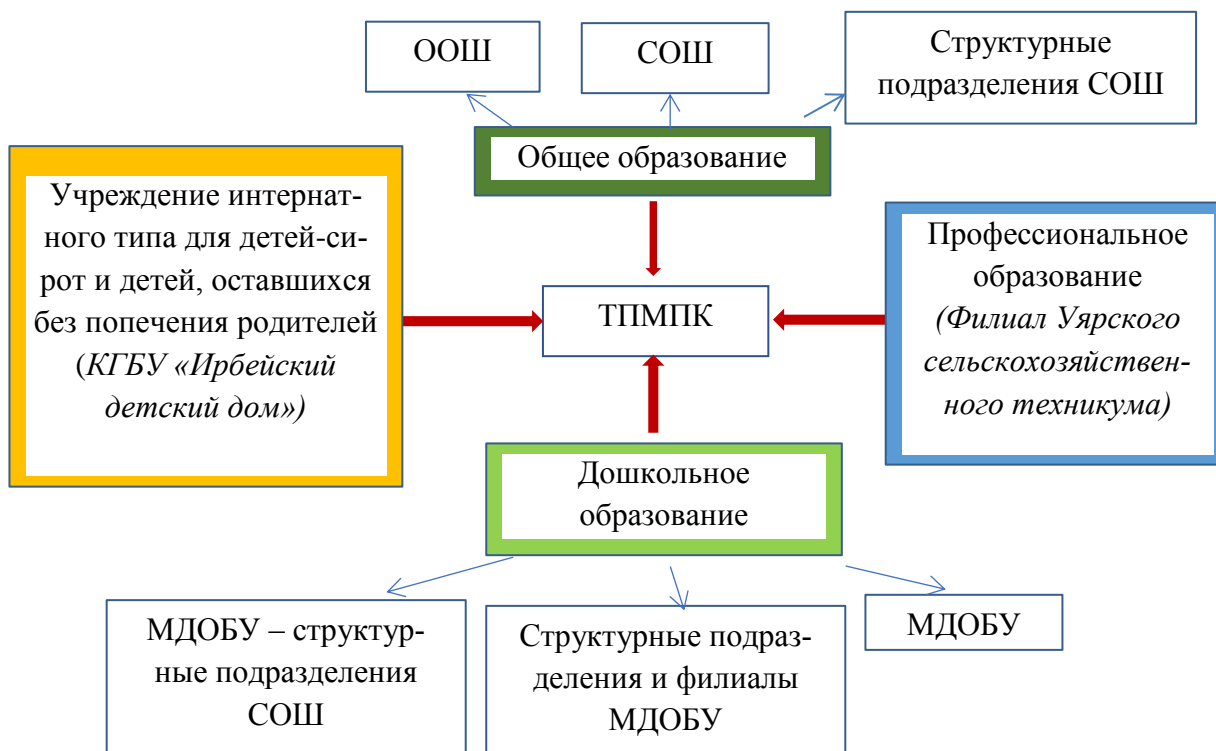 ООШ
СОШ
Структурные
подразделения СОШ
Общее образование
Учреждение интернат-
ного типа для детей-си-
рот и детей, оставшихся
без попечения родителей
(КГБУ «Ирбейский
детский дом»)
ТПМПК
Профессиональное
образование
(Филиал Уярского
сельскохозяйствен-
ного техникума)
Дошкольное
образование
МДОБУ – структур-
ные подразделения
СОШ
Структурные подраз-
деления и филиалы
МДОБУ
МДОБУ